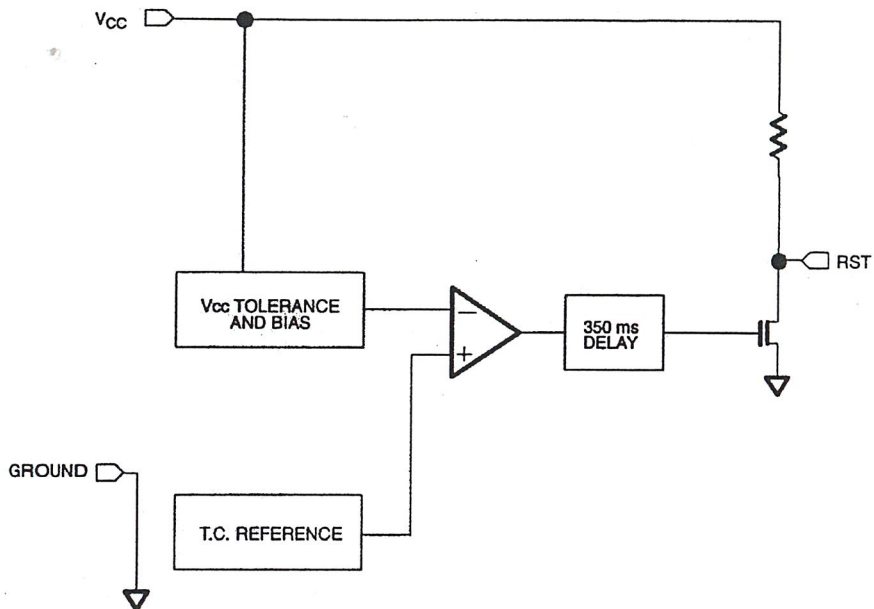 VCC
RST
Vcc TOLERANCE
AND BIAS
−
+
350 ms
DELAY
GROUND
T.C. REFERENCE